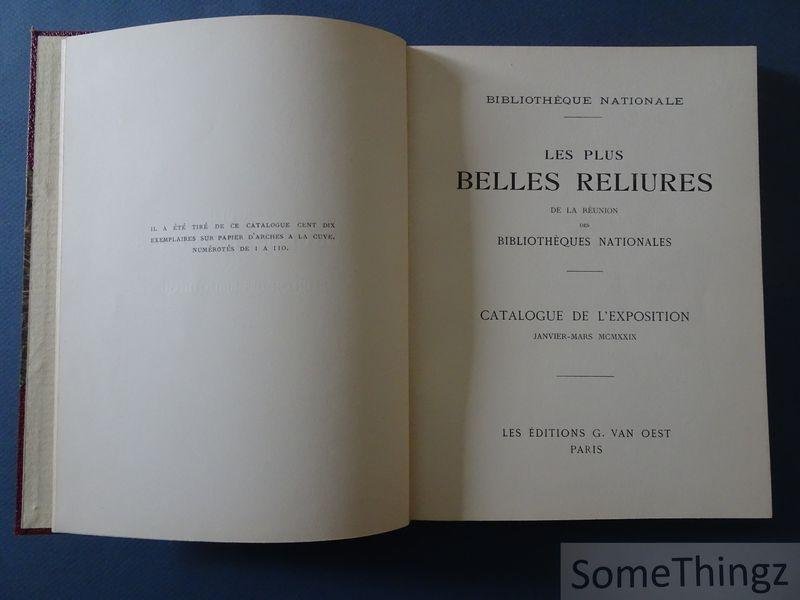 IL A ÉTÉ TIRÉ DE CE CATALOGUE CENT DIX
EXEMPLAIRES SUR PAPIER D'ARCHES A LA CUVE,
NUMÉROTÉS DE 1 A 110.
BIBLIOTHÈQUE NATIONALE
LES PLUS
BELLES RELIURES
DE LA RÉUNION
DES
BIBLIOTHÈQUES NATIONALES
CATALOGUE DE L'EXPOSITION
JANVIER-MARS MCMXXIX
LES ÉDITIONS G. VAN OEST
PARIS
SomeThingz